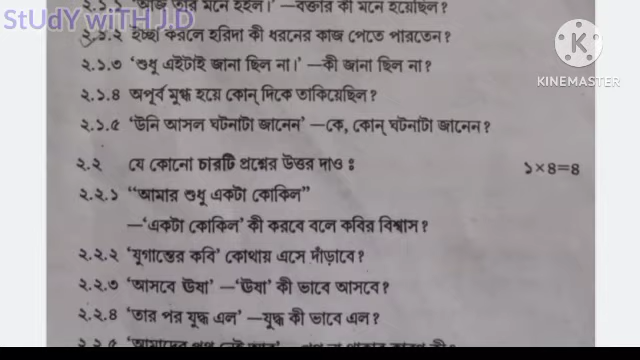 StUdY wiTH J.D
২.১.২ ইচ্ছা করলে হরিদা কী ধরনের কাজ পেতে পারতেন?
KINEMASTER
২.১.৩ ‘শুধু এইটাই জানা ছিল না।’ —কী জানা ছিল না?
২.১.৪ অপূর্ব মুগ্ধ হয়ে কোন্ দিকে তাকিয়েছিল?
২.১.৫ ‘উনি আসল ঘটনাটা জানেন’ —কে, কোন্ ঘটনাটা জানেন?
২.২ যে কোনো চারটি প্রশ্নের উত্তর দাও : ১×৪=৪
২.২.১ “আমার শুধু একটা কোকিল”
—‘একটা কোকিল’ কী করবে বলে কবির বিশ্বাস?
২.২.২ ‘যুগান্তের কবি’ কোথায় এসে দাঁড়াবে?
২.২.৩ ‘আসবে ঊষা’ —‘ঊষা’ কী ভাবে আসবে?
২.২.৪ ‘তার পর যুদ্ধ এল’ —যুদ্ধ কী ভাবে এল?